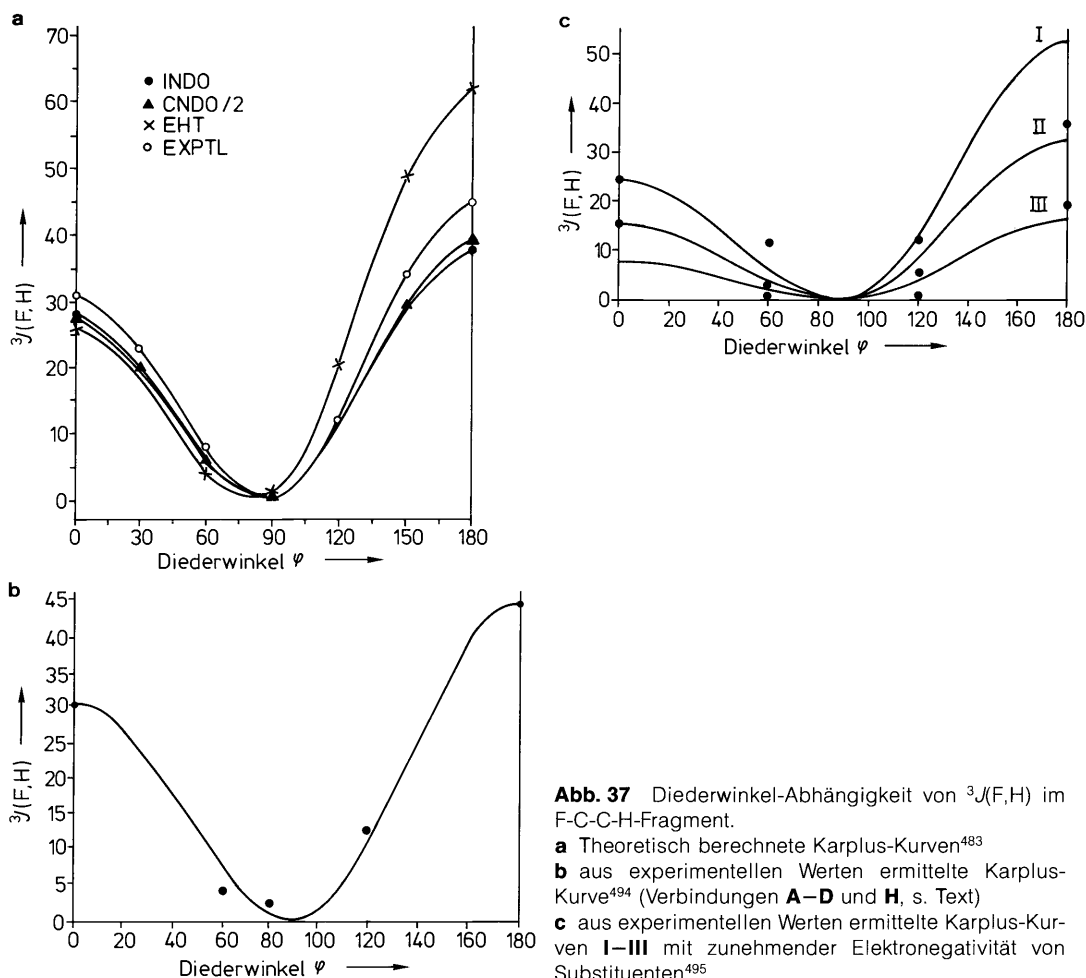 a
70
60
50
40
30
20
10
0
³J(F,H) →
• INDO
▲ CNDO/2
× EHT
○ EXPTL
0 30 60 90 120 150 180
Diederwinkel φ →
c
50
40
30
20
10
0
³J(F,H) →
I
II
III
0 20 40 60 80 100 120 140 160 180
Diederwinkel φ →
b
45
40
35
30
25
20
15
10
5
0
³J(F,H) →
0 20 60 80 100 120 140 160 180
Diederwinkel φ →
Abb. 37 Diederwinkel-Abhängigkeit von ³J(F,H) im
F-C-C-H-Fragment.
a Theoretisch berechnete Karplus-Kurven⁴⁸³
b aus experimentellen Werten ermittelte Karplus-
Kurve⁴⁹⁴ (Verbindungen A–D und H, s. Text)
c aus experimentellen Werten ermittelte Karplus-Kur-
ven I–III mit zunehmender Elektronegativität von
Substituenten⁴⁹⁵